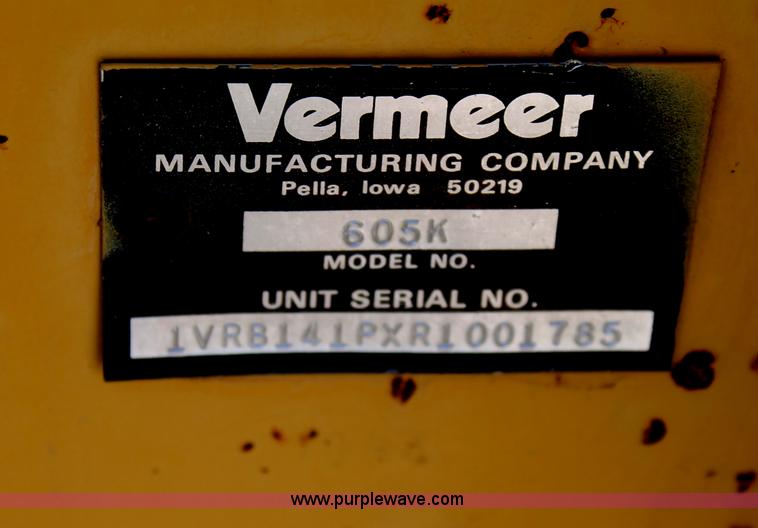 Vermeer
MANUFACTURING COMPANY
Pella, Iowa 50219
605K
MODEL NO.
UNIT SERIAL NO.
1VRB141PXR1001785
www.purplewave.com